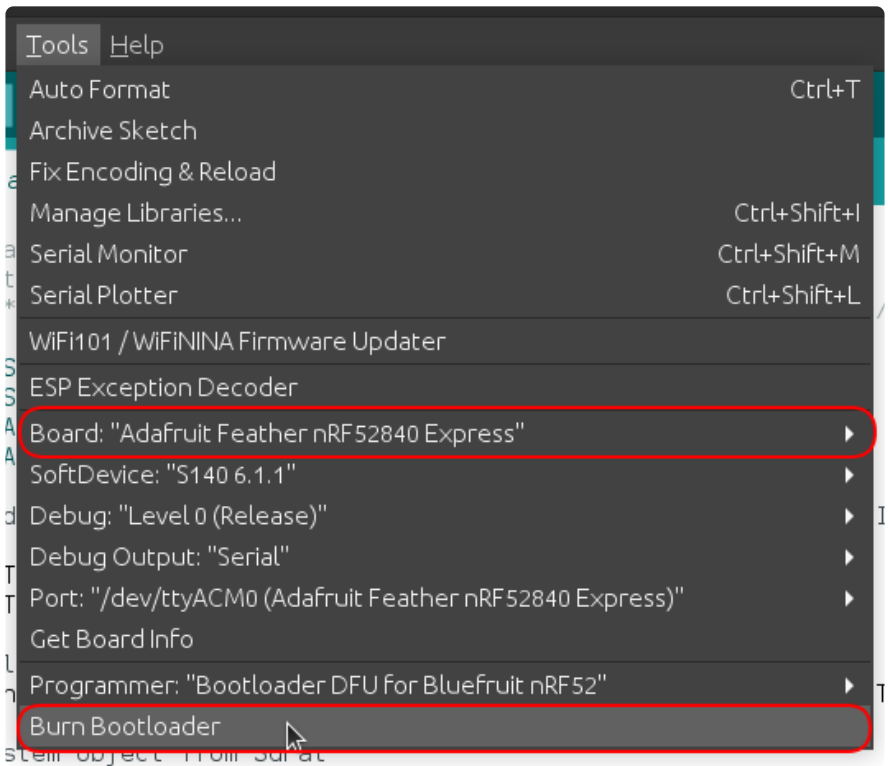 Tools Help
Auto Format Ctrl+T
Archive Sketch
Fix Encoding & Reload
Manage Libraries... Ctrl+Shift+I
Serial Monitor Ctrl+Shift+M
Serial Plotter Ctrl+Shift+L
WiFi101 / WiFiNINA Firmware Updater
ESP Exception Decoder
Board: "Adafruit Feather nRF52840 Express"
SoftDevice: "S140 6.1.1"
Debug: "Level 0 (Release)"
Debug Output: "Serial"
Port: "/dev/ttyACM0 (Adafruit Feather nRF52840 Express)"
Get Board Info
Programmer: "Bootloader DFU for Bluefruit nRF52"
Burn Bootloader